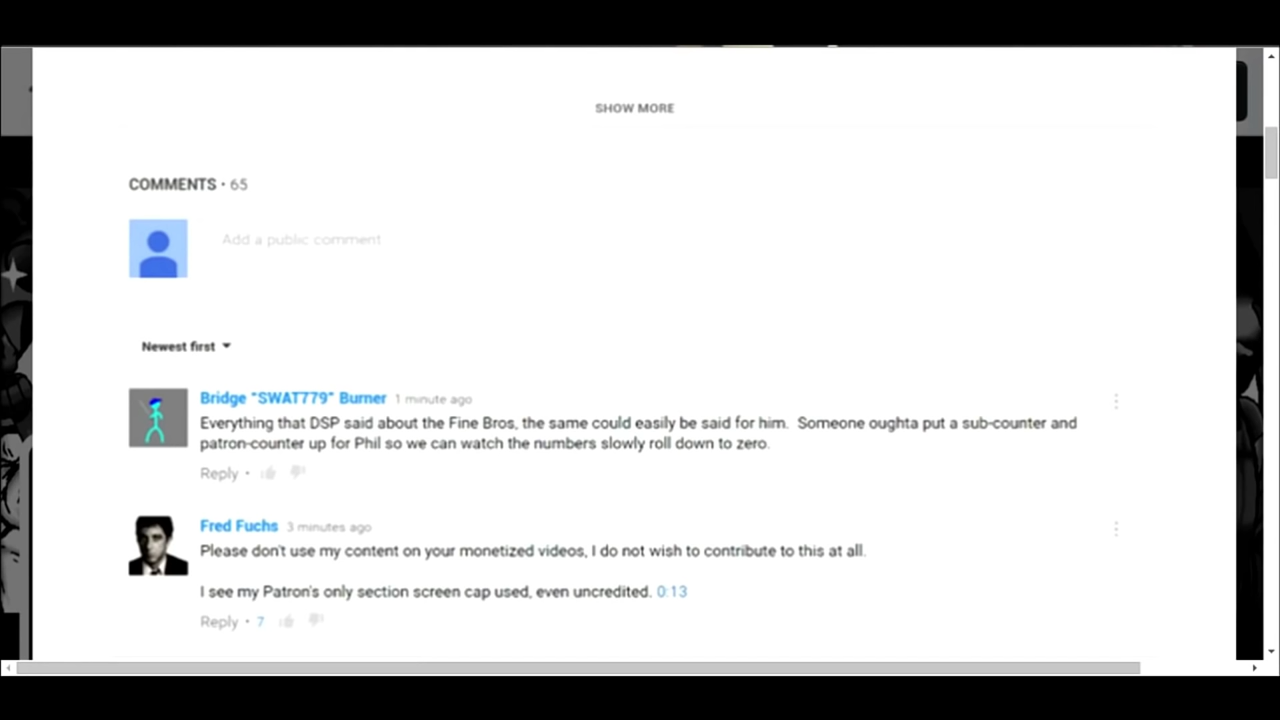 SHOW MORE
COMMENTS • 65
Add a public comment
Newest first
Bridge "SWAT779" Burner 1 minute ago
Everything that DSP said about the Fine Bros, the same could easily be said for him.  Someone oughta put a sub-counter and
patron-counter up for Phil so we can watch the numbers slowly roll down to zero.
Reply •
Fred Fuchs 3 minutes ago
Please don't use my content on your monetized videos, I do not wish to contribute to this at all.
I see my Patron's only section screen cap used, even uncredited. 0:13
Reply • 7